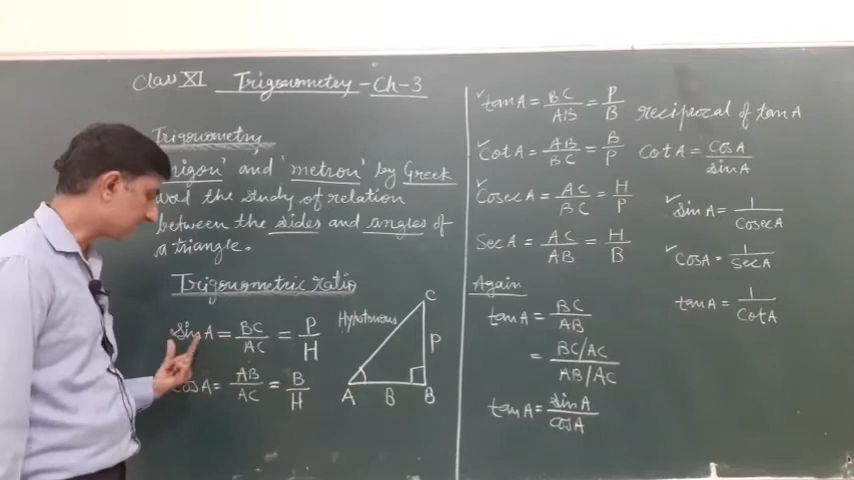 Class XI Trigonometry - Ch-3
Trigonometry
'Trigon' and 'metron' by Greek
and the study of relation
between the sides and angles of
a triangle.
Trigonometric ratio
sin A = BC/AC = P/H
Cos A = AB/AC = B/H
Hypotonous
C
P
A B B
tan A = BC/AB = P/B reciprocal of tan A
Cot A = AB/BC = B/P Cot A = Cos A/sin A
Cosec A = AC/BC = H/P
Sec A = AC/AB = H/B
sin A = 1/Cosec A
Cos A = 1/Sec A
tan A = 1/Cot A
Again
tan A = BC/AB
= BC/AC / AB/AC
tan A = sin A/Cos A